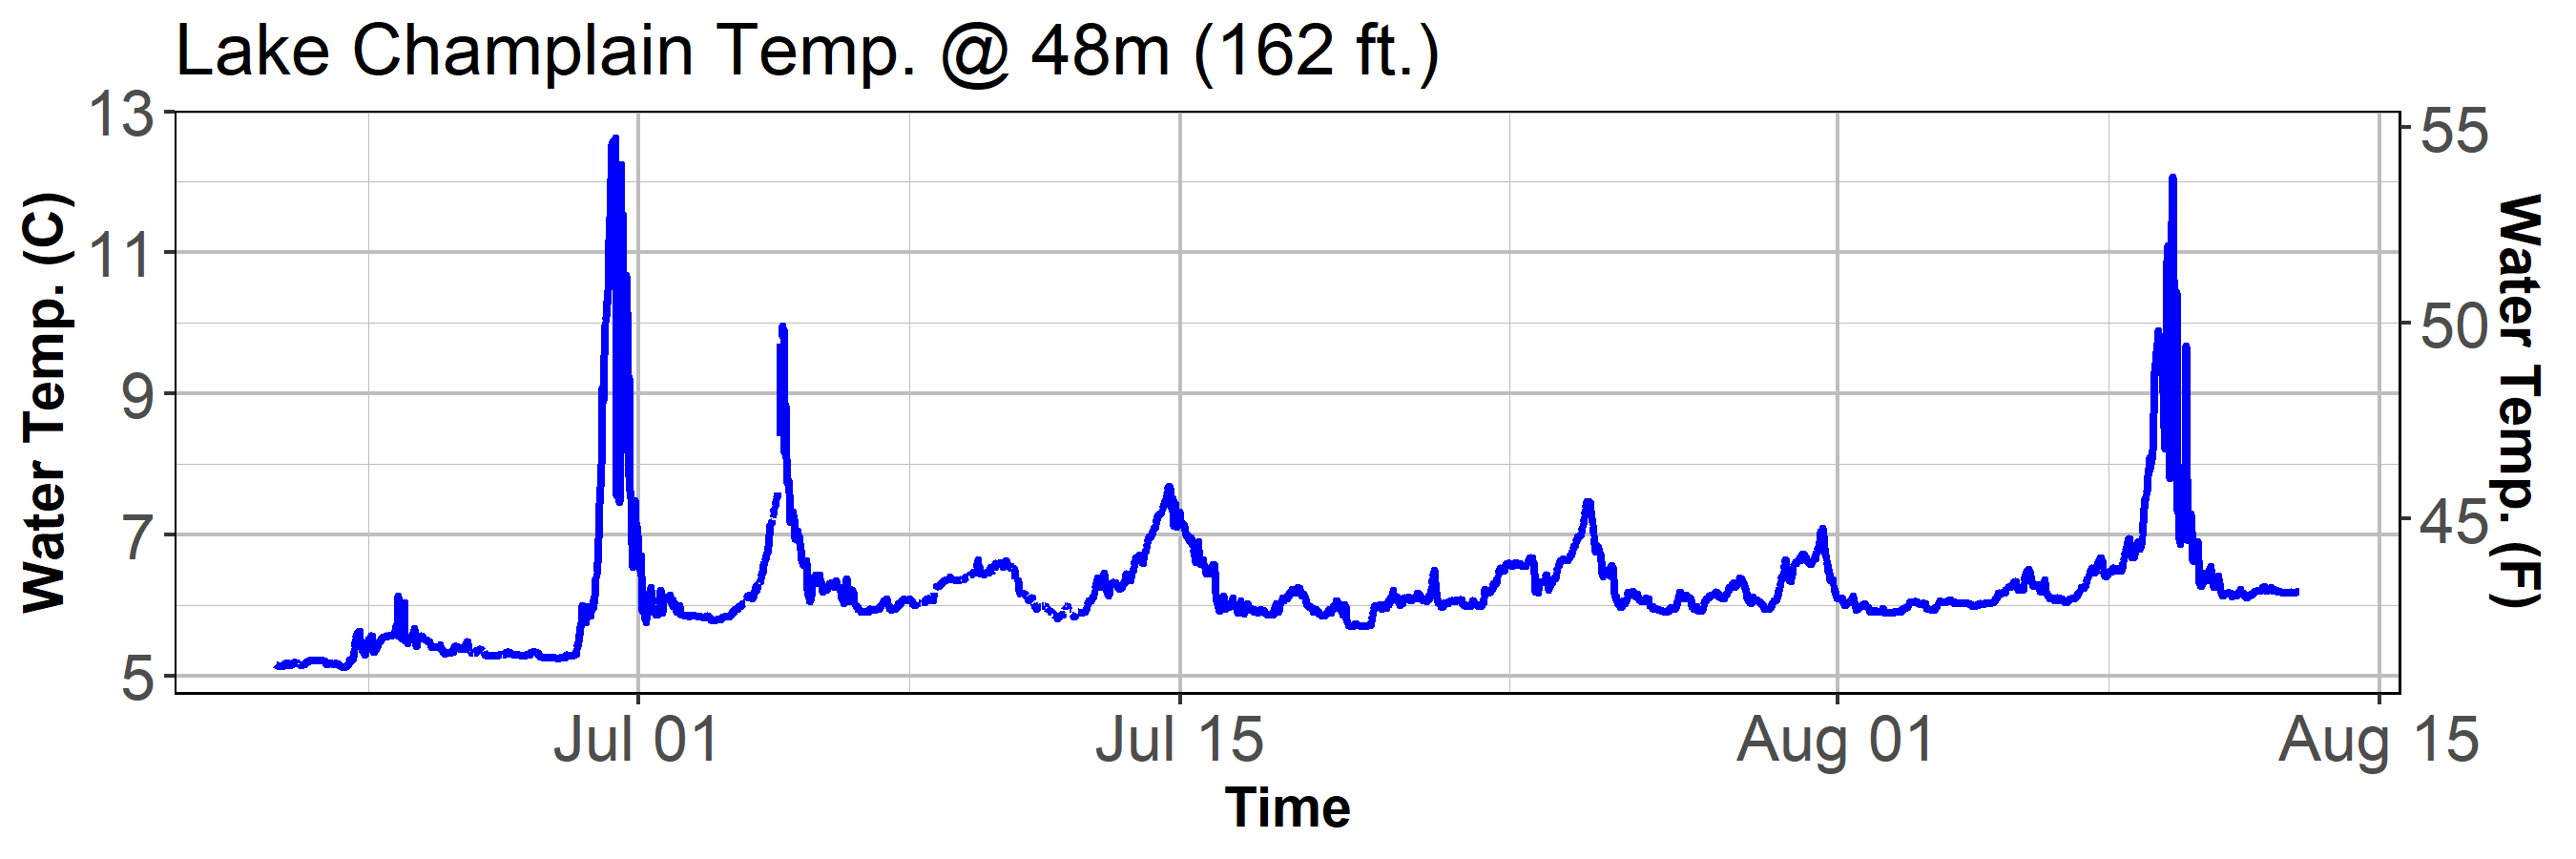 Lake Champlain Temp. @ 48m (162 ft.)
Water Temp. (C)
13
11
9
7
5
55
50
45
Water Temp. (F)
Jul 01
Jul 15
Aug 01
Aug 15
Time